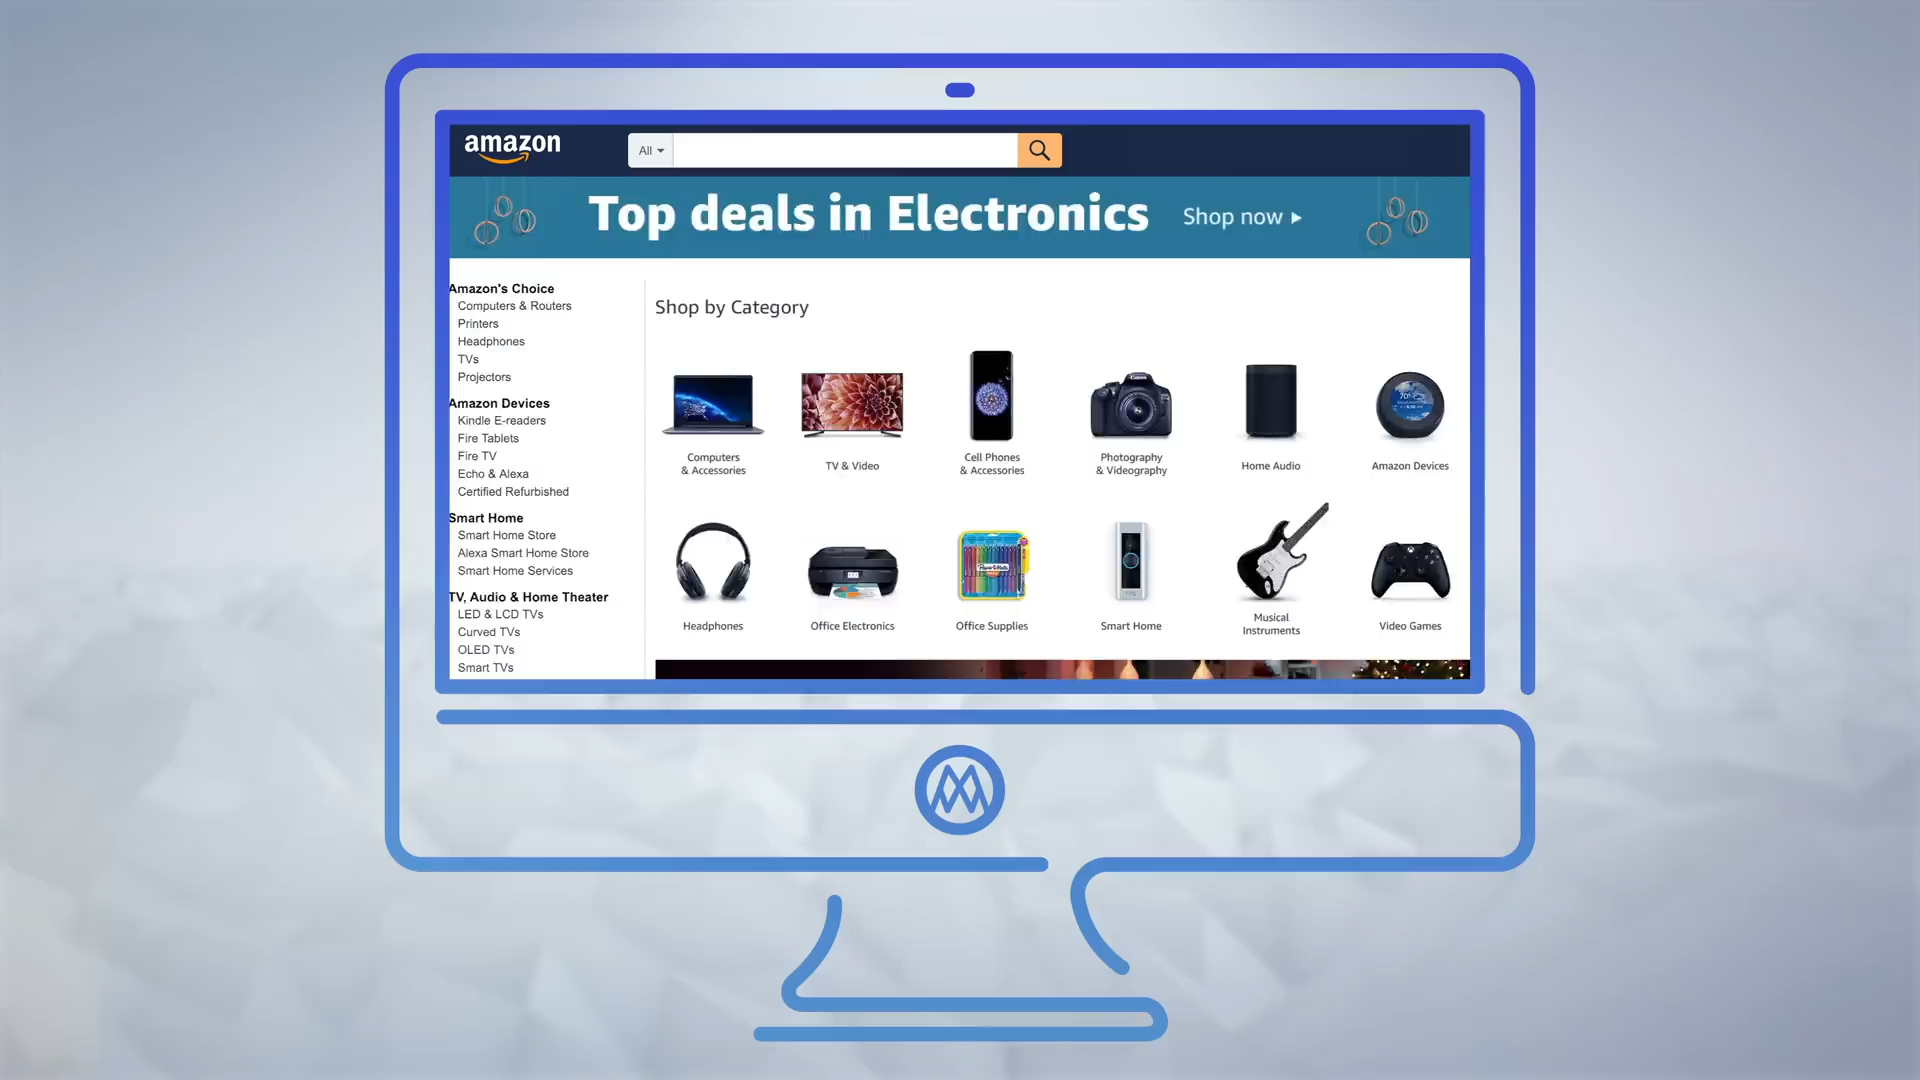 amazon
All
Top deals in Electronics
Shop now
Amazon's Choice
Computers & Routers
Printers
Headphones
TVs
Projectors
Amazon Devices
Kindle E-readers
Fire Tablets
Fire TV
Echo & Alexa
Certified Refurbished
Smart Home
Smart Home Store
Alexa Smart Home Store
Smart Home Services
TV, Audio & Home Theater
LED & LCD TVs
Curved TVs
OLED TVs
Smart TVs
Shop by Category
Computers
& Accessories
TV & Video
Cell Phones
& Accessories
Canon
Photography
& Videography
Home Audio
70°
Amazon Devices
Headphones
Office Electronics
Paper Mate
Office Supplies
Smart Home
Musical
Instruments
Video Games